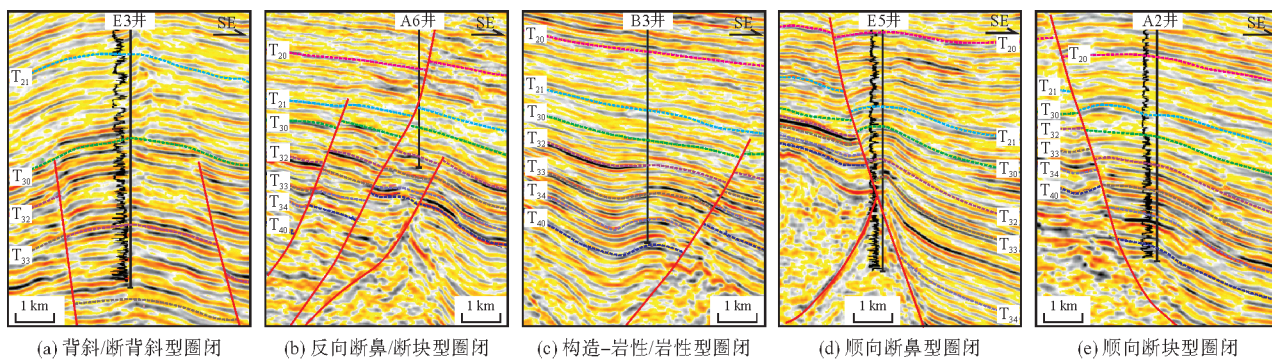 E3井
SE
T21
T30
T32
T33
1 km
(a) 背斜/断背斜型圈闭
A6井
SE
T20
T21
T30
T32
T33
T34
T40
1 km
(b) 反向断鼻/断块型圈闭
B3井
SE
T20
T21
T30
T32
T33
T34
T40
1 km
(c) 构造-岩性/岩性型圈闭
E5井
SE
T20
T21
T30
T32
T33
T34
1 km
(d) 顺向断鼻型圈闭
A2井
SE
T20
T21
T30
T32
T33
T34
T40
1 km
(e) 顺向断块型圈闭